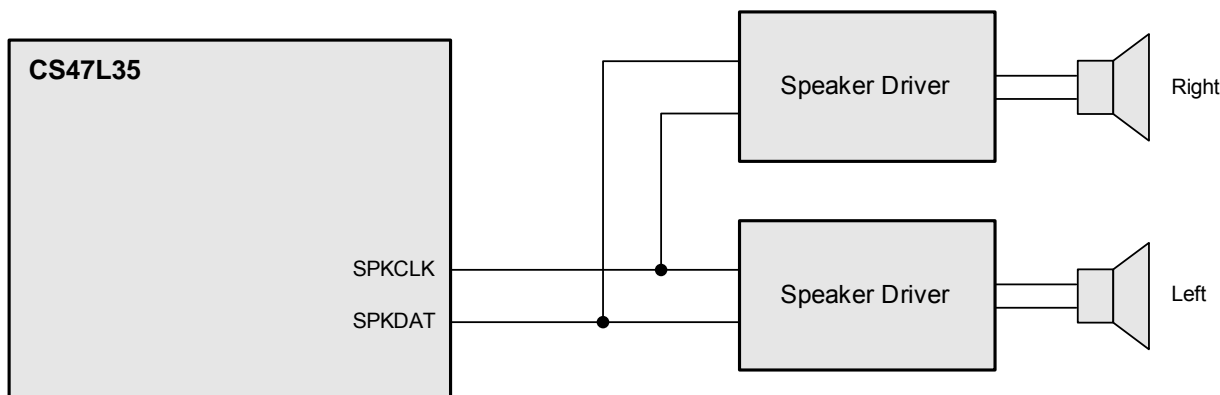 CS47L35
Speaker Driver
Right
SPKCLK
SPKDAT
Speaker Driver
Left